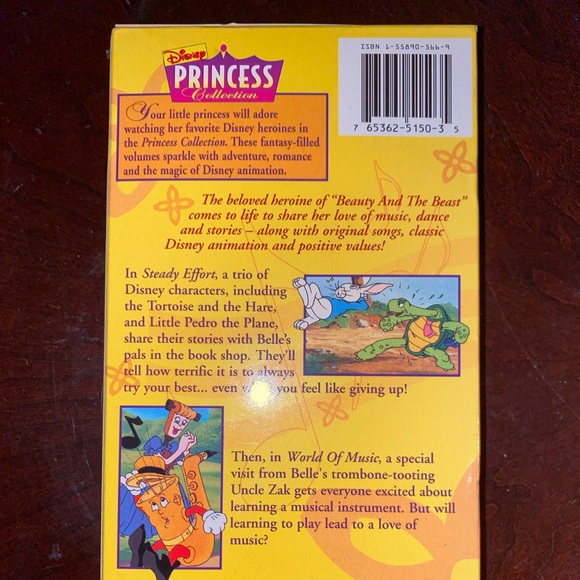 Disney
PRINCESS
Collection
ISBN 1-55890-566-9
7 65362-5150-3 5
Your little princess will adore
watching her favorite Disney heroines in
the Princess Collection. These fantasy-filled
volumes sparkle with adventure, romance
and the magic of Disney animation.
The beloved heroine of "Beauty And The Beast"
comes to life to share her love of music, dance
and stories – along with original songs, classic
Disney animation and positive values!
In Steady Effort, a trio of
Disney characters, including
the Tortoise and the Hare,
and Little Pedro the Plane,
share their stories with Belle's
pals in the book shop. They'll
tell how terrific it is to always
try your best... even you feel like giving up!
Then, in World Of Music, a special
visit from Belle's trombone-tooting
Uncle Zak gets everyone excited about
learning a musical instrument. But will
learning to play lead to a love of
music?